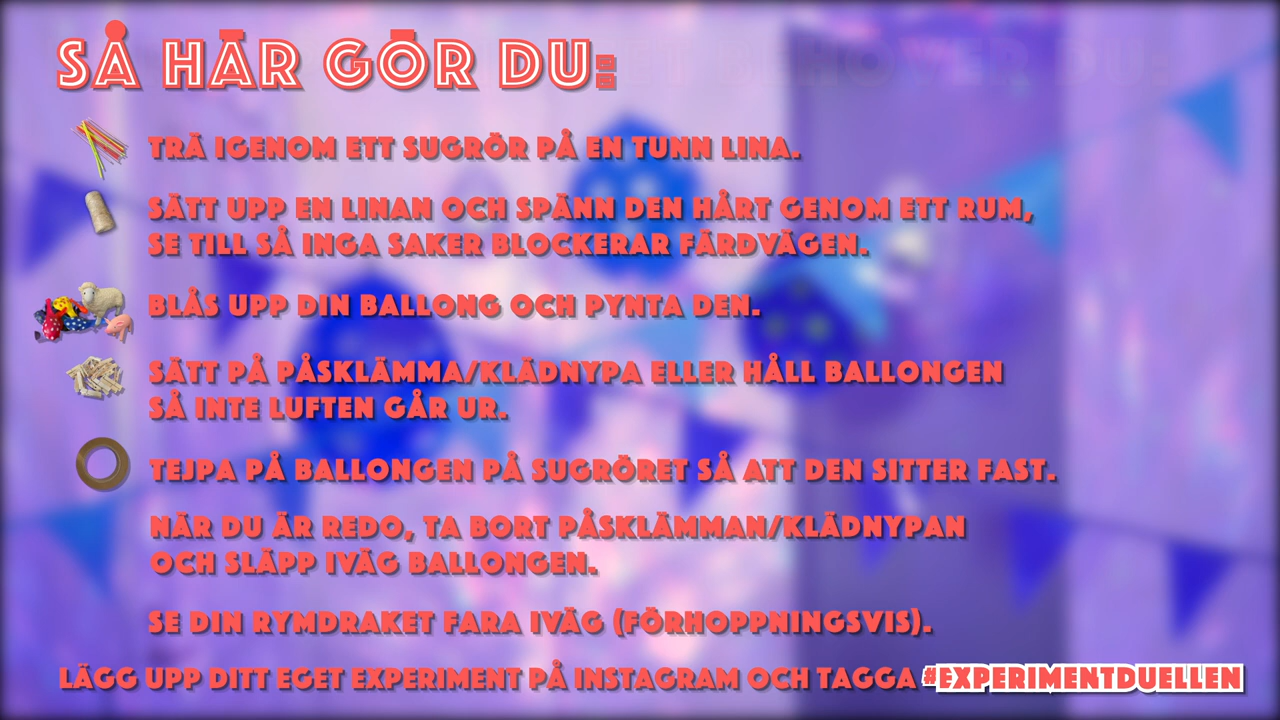 SÅ HÄR GÖR DU:
TRÄ IGENOM ETT SUGRÖR PÅ EN TUNN LINA.
SÄTT UPP EN LINAN OCH SPÄNN DEN HÅRT GENOM ETT RUM,
SE TILL SÅ INGA SAKER BLOCKERAR FÄRDVÄGEN.
BLÅS UPP DIN BALLONG OCH PYNTA DEN.
SÄTT PÅ PÅSKLÄMMA/KLÄDNYPA ELLER HÅLL BALLONGEN
SÅ INTE LUFTEN GÅR UR.
TEJPA PÅ BALLONGEN PÅ SUGRÖRET SÅ ATT DEN SITTER FAST.
NÄR DU ÄR REDO, TA BORT PÅSKLÄMMAN/KLÄDNYPAN
OCH SLÄPP IVÄG BALLONGEN.
SE DIN RYMDRAKET FARA IVÄG (FÖRHOPPNINGSVIS).
LÄGG UPP DITT EGET EXPERIMENT PÅ INSTAGRAM OCH TAGGA #EXPERIMENTDUELLEN